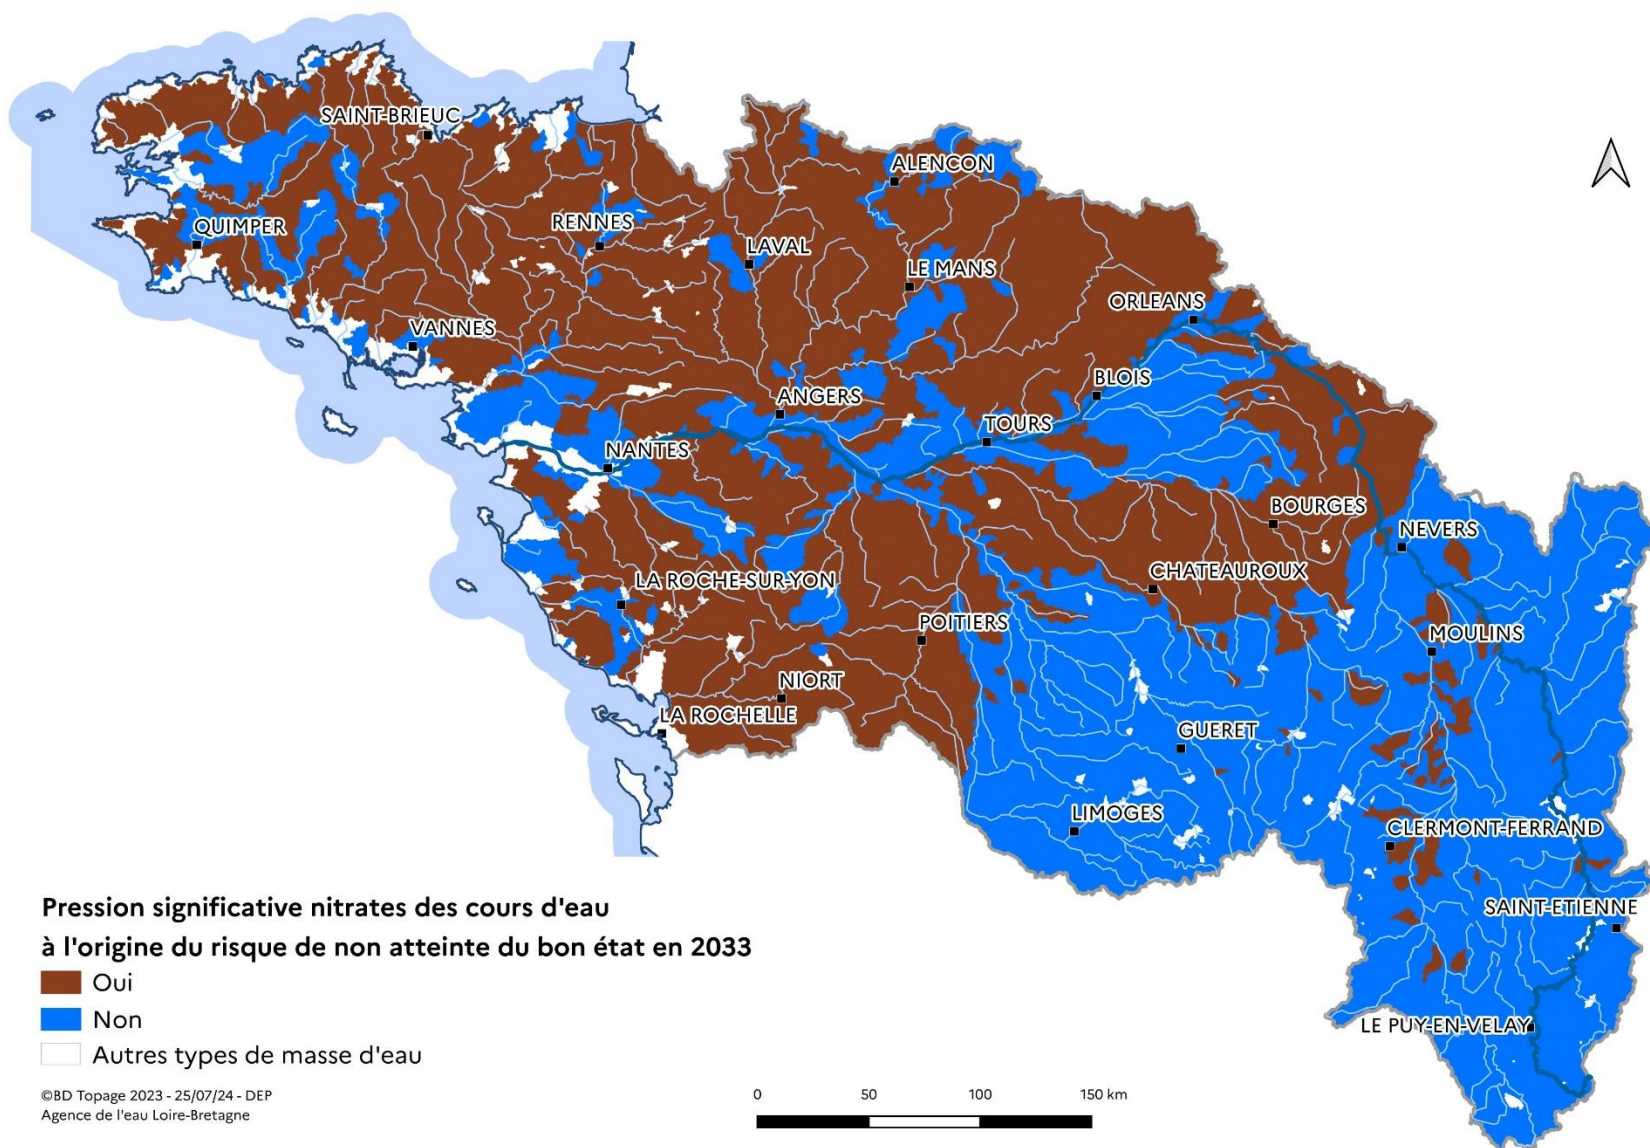 SAINT-BRIEUC
ALENCON
QUIMPER
RENNES
LAVAL
LE MANS
ORLEANS
VANNES
BLOIS
ANGERS
TOURS
NANTES
BOURGES
NEVERS
CHATEAUROUX
LA ROCHE-SUR-YON
POITIERS
MOULINS
NIORT
LA ROCHELLE
GUERET
LIMOGES
CLERMONT-FERRAND
SAINT-ETIENNE
LE PUY-EN-VELAY
Pression significative nitrates des cours d'eau
à l'origine du risque de non atteinte du bon état en 2033
Oui
Non
Autres types de masse d'eau
©BD Topage 2023 - 25/07/24 - DEP
Agence de l'eau Loire-Bretagne
0 50 100 150 km